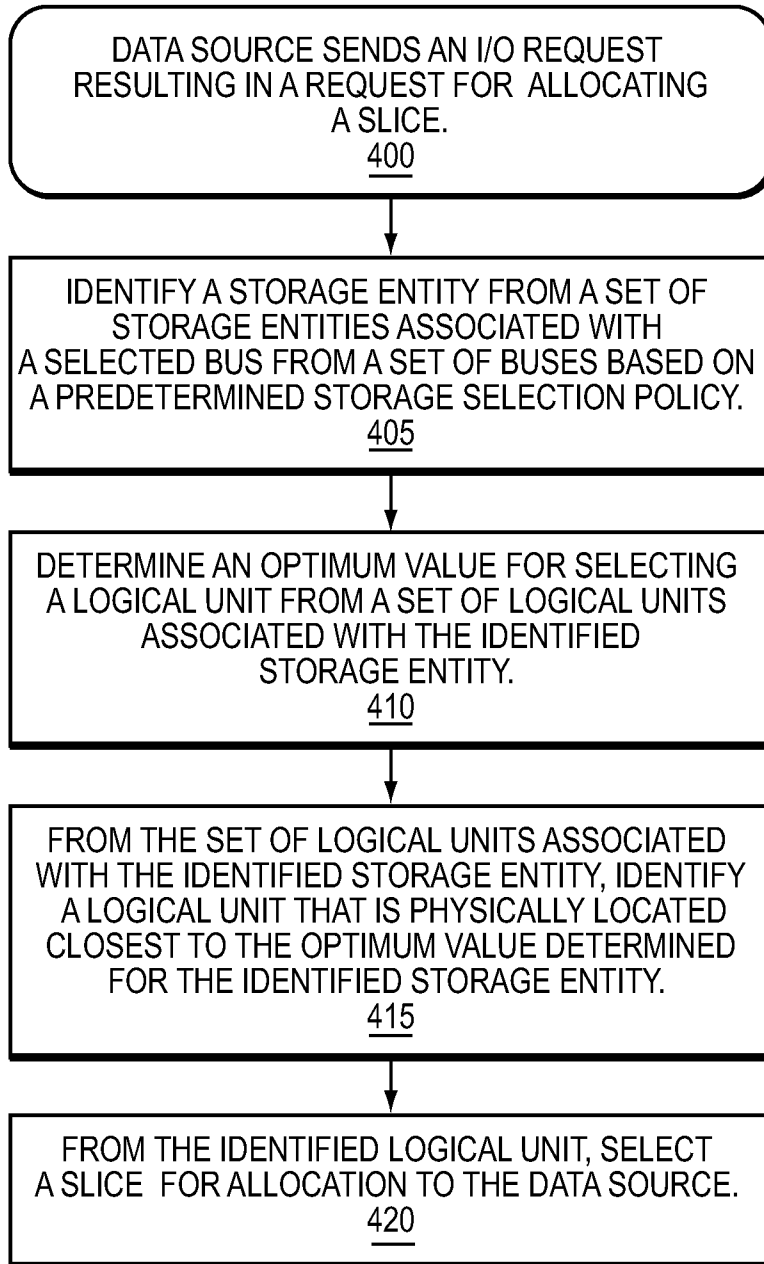 DATA SOURCE SENDS AN I/O REQUEST
RESULTING IN A REQUEST FOR ALLOCATING
A SLICE.
400
IDENTIFY A STORAGE ENTITY FROM A SET OF
STORAGE ENTITIES ASSOCIATED WITH
A SELECTED BUS FROM A SET OF BUSES BASED ON
A PREDETERMINED STORAGE SELECTION POLICY.
405
DETERMINE AN OPTIMUM VALUE FOR SELECTING
A LOGICAL UNIT FROM A SET OF LOGICAL UNITS
ASSOCIATED WITH THE IDENTIFIED
STORAGE ENTITY.
410
FROM THE SET OF LOGICAL UNITS ASSOCIATED
WITH THE IDENTIFIED STORAGE ENTITY, IDENTIFY
A LOGICAL UNIT THAT IS PHYSICALLY LOCATED
CLOSEST TO THE OPTIMUM VALUE DETERMINED
FOR THE IDENTIFIED STORAGE ENTITY.
415
FROM THE IDENTIFIED LOGICAL UNIT, SELECT
A SLICE FOR ALLOCATION TO THE DATA SOURCE.
420